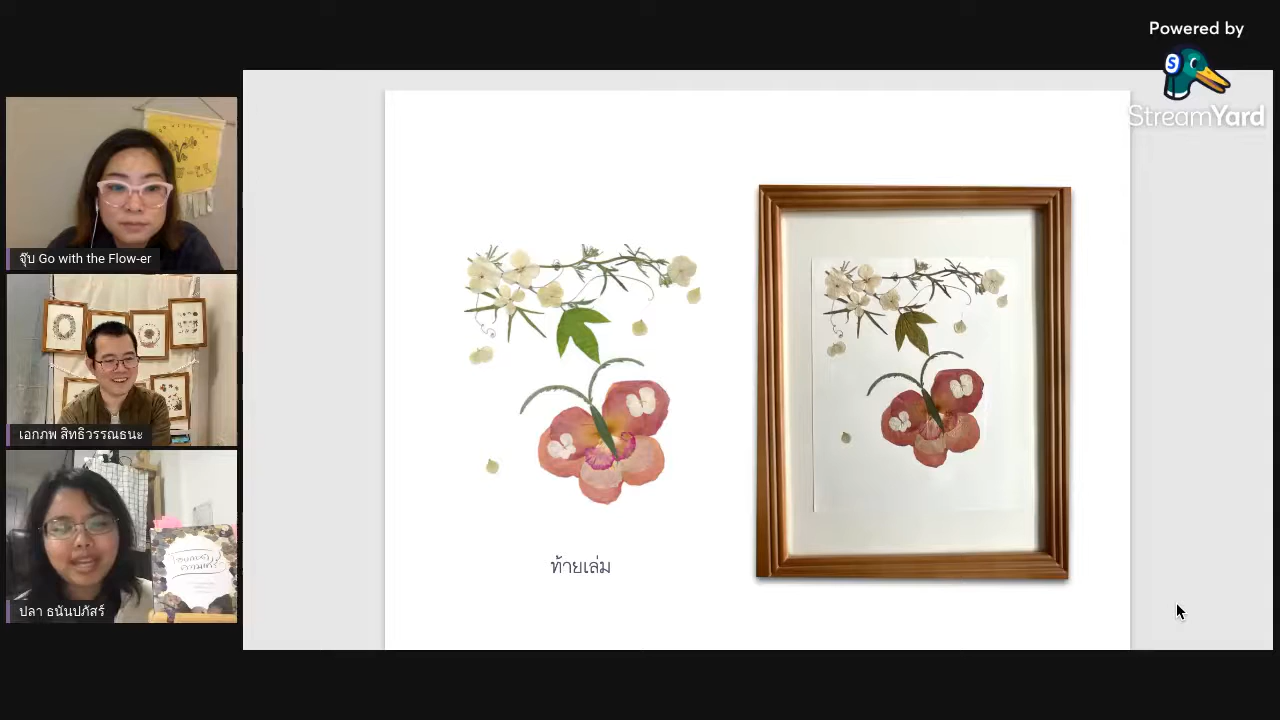 Powered by
StreamYard
จุ๊บ Go with the Flow-er
เอกภพ สิทธิวรรณธนะ
ปลา ธนันปภัสร์
ท้ายเล่ม